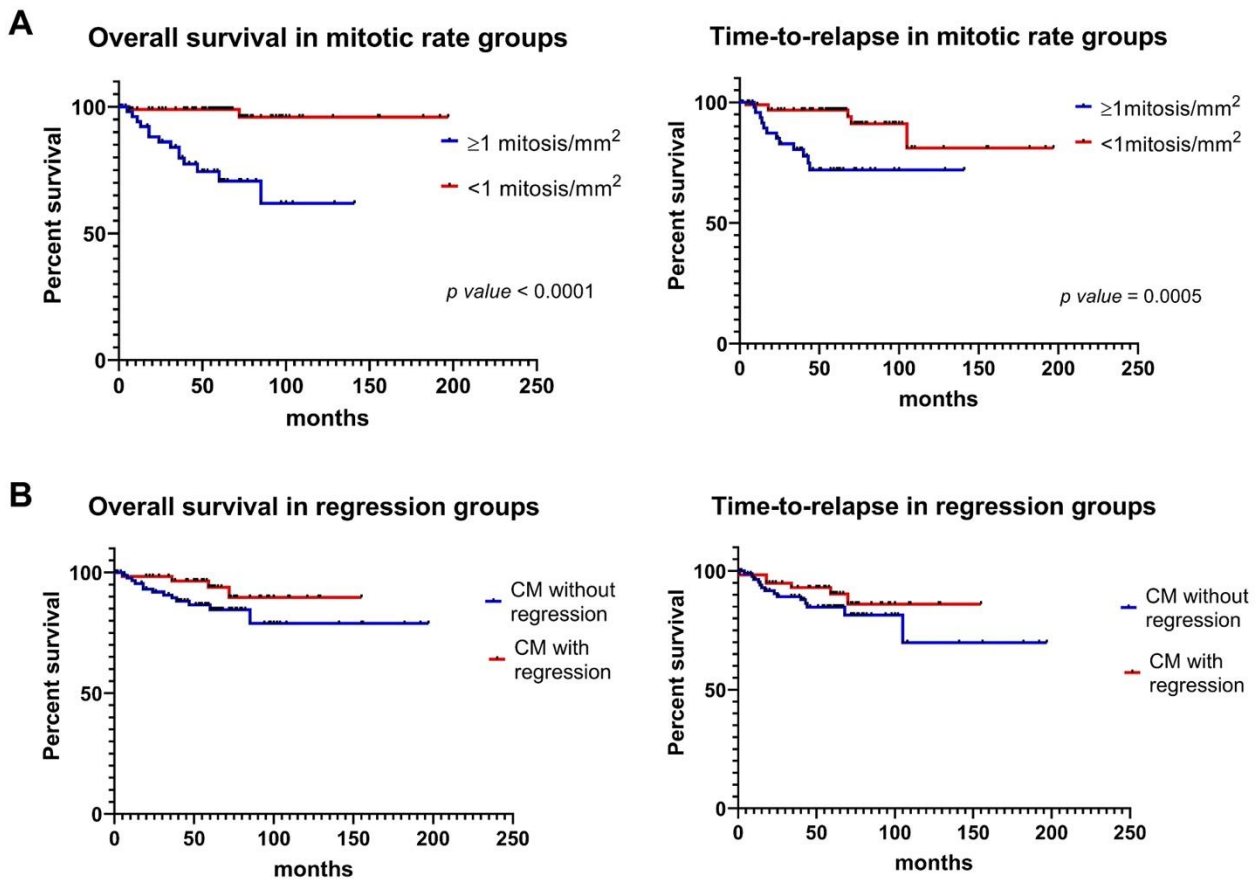 A
Overall survival in mitotic rate groups
Percent survival
100
50
0
0 50 100 150 200 250
months
≥1 mitosis/mm²
<1 mitosis/mm²
p value < 0.0001
Time-to-relapse in mitotic rate groups
Percent survival
100
50
0
0 50 100 150 200 250
months
≥1mitosis/mm²
<1mitosis/mm²
p value = 0.0005
B
Overall survival in regression groups
Percent survival
100
50
0
0 50 100 150 200 250
months
CM without
regression
CM with
regression
Time-to-relapse in regression groups
Percent survival
100
50
0
0 50 100 150 200 250
months
CM without
regression
CM with
regression